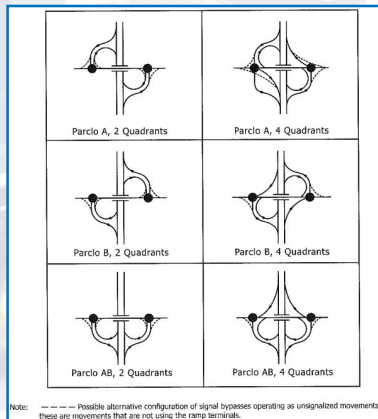 Parclo A, 2 Quadrants
Parclo A, 4 Quadrants
Parclo B, 2 Quadrants
Parclo B, 4 Quadrants
Parclo AB, 2 Quadrants
Parclo AB, 4 Quadrants
Note: ---- Possible alternative configuration of signal bypasses operating as unsignalized movements
these are movements that are not using the ramp terminals.